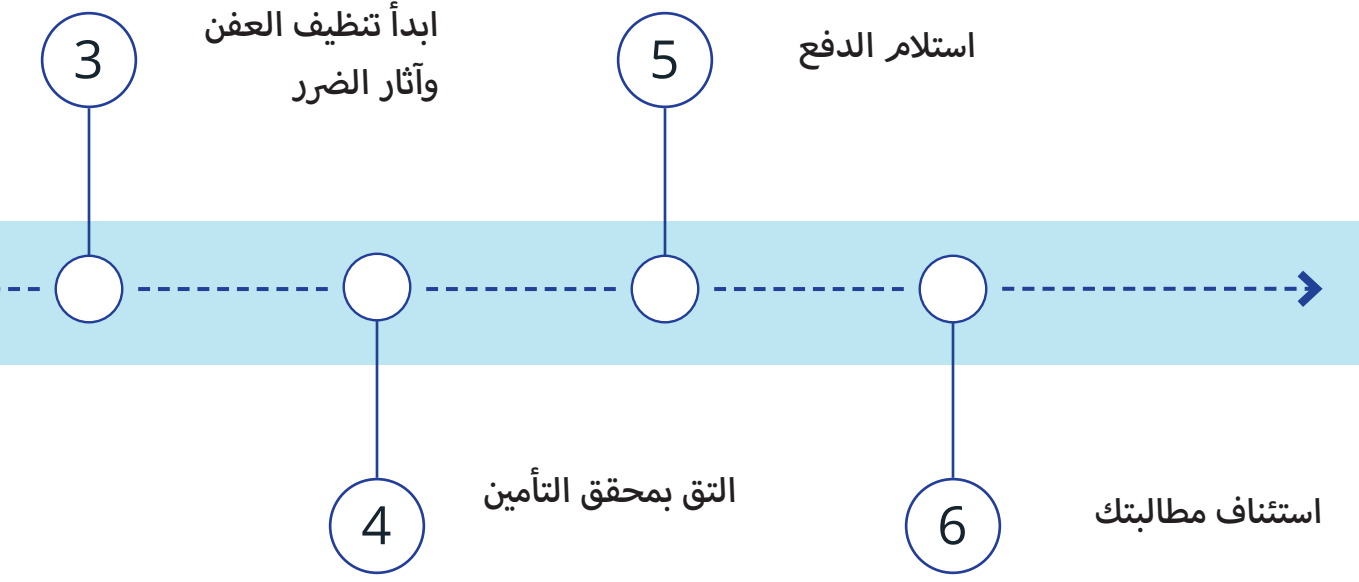 3
ابدأ تنظيف العفن
وآثار الضرر
4
التق بمحقق التأمين
5
استلام الدفع
6
استئناف مطالبتك